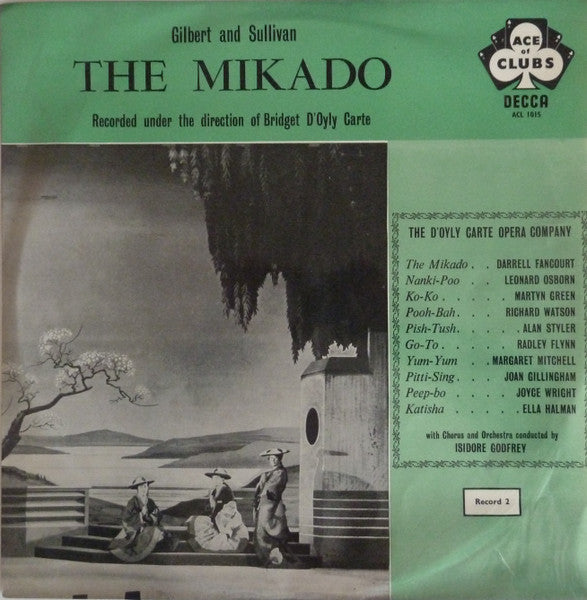 Gilbert and Sullivan
THE MIKADO
Recorded under the direction of Bridget D'Oyly Carte
ACE
of
CLUBS
DECCA
ACL 1015
THE D'OYLY CARTE OPERA COMPANY
The Mikado . . DARRELL FANCOURT
Nanki-Poo . . LEONARD OSBORN
Ko-Ko . . . . MARTYN GREEN
Pooh-Bah . . . RICHARD WATSON
Pish-Tush . . . . . ALAN STYLER
Go-To . . . . . RADLEY FLYNN
Yum-Yum . MARGARET MITCHELL
Pitti-Sing . . . . JOAN GILLINGHAM
Peep-bo . . . . JOYCE WRIGHT
Katisha . . . . . ELLA HALMAN
with Chorus and Orchestra conducted by
ISIDORE GODFREY
Record 2